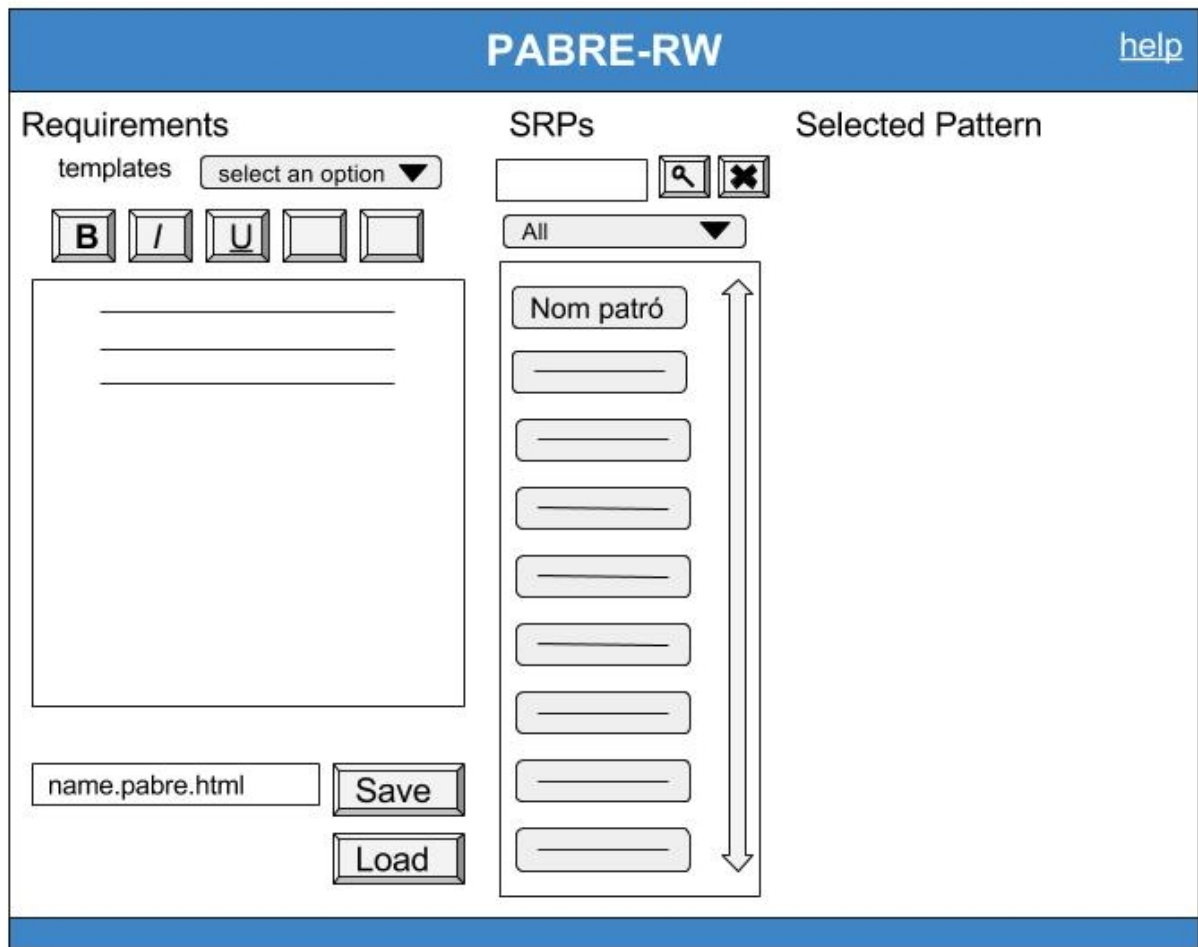 PABRE-RW
help
Requirements
templates
select an option
B
I
U
name.pabre.html
Save
Load
SRPs
All
Nom patró
Selected Pattern